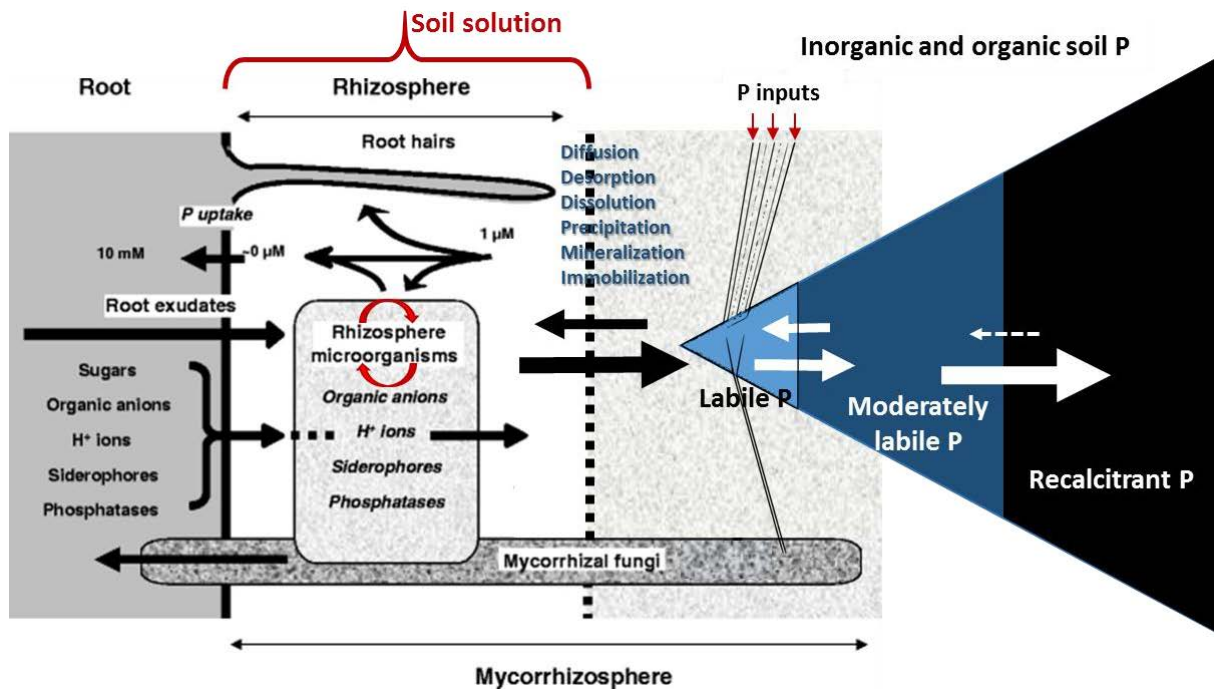 Soil solution
Inorganic and organic soil P
Root
Rhizosphere
P inputs
Root hairs
Diffusion
Desorption
Dissolution
Precipitation
Mineralization
Immobilization
P uptake
10 mM
~0 µM
1 µM
Root exudates
Rhizosphere
microorganisms
Sugars
Organic anions
H⁺ ions
Siderophores
Phosphatases
Organic anions
H⁺ ions
Siderophores
Phosphatases
Labile P
Moderately
labile P
Recalcitrant P
Mycorrhizal fungi
Mycorrhizosphere